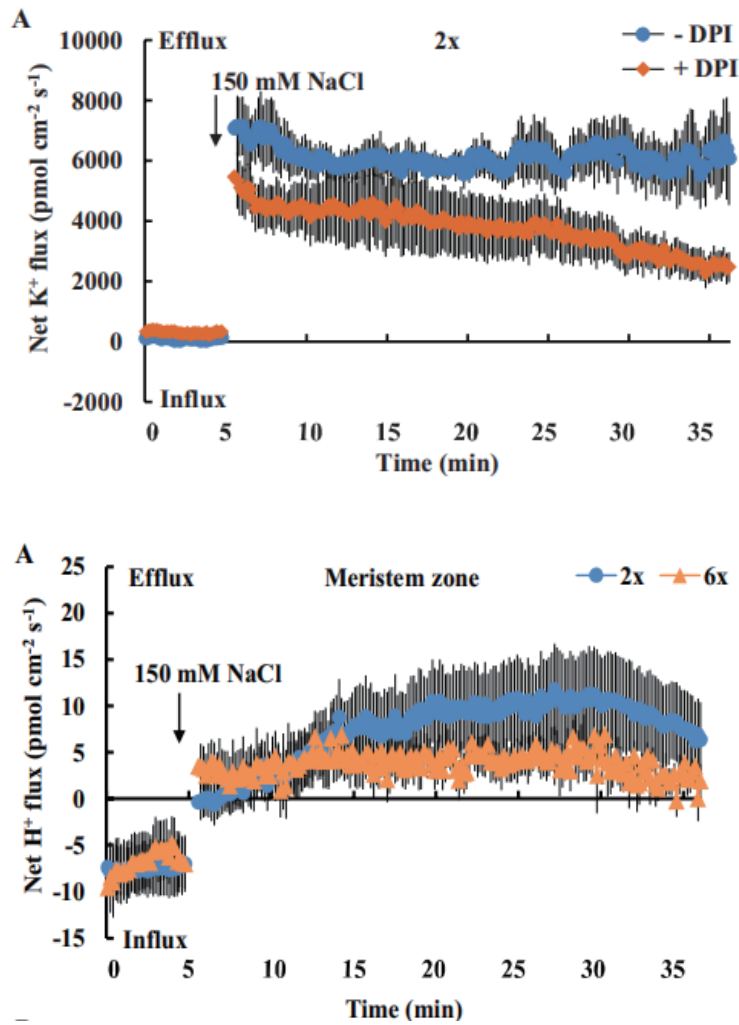 A
Efflux 2x - DPI
+ DPI
150 mM NaCl
10000
8000
6000
4000
2000
0
-2000
Net K⁺ flux (pmol cm⁻² s⁻¹)
Influx
0 5 10 15 20 25 30 35
Time (min)
A
Efflux Meristem zone 2x 6x
150 mM NaCl
25
20
15
10
5
0
-5
-10
-15
Net H⁺ flux (pmol cm⁻² s⁻¹)
Influx
0 5 10 15 20 25 30 35
Time (min)